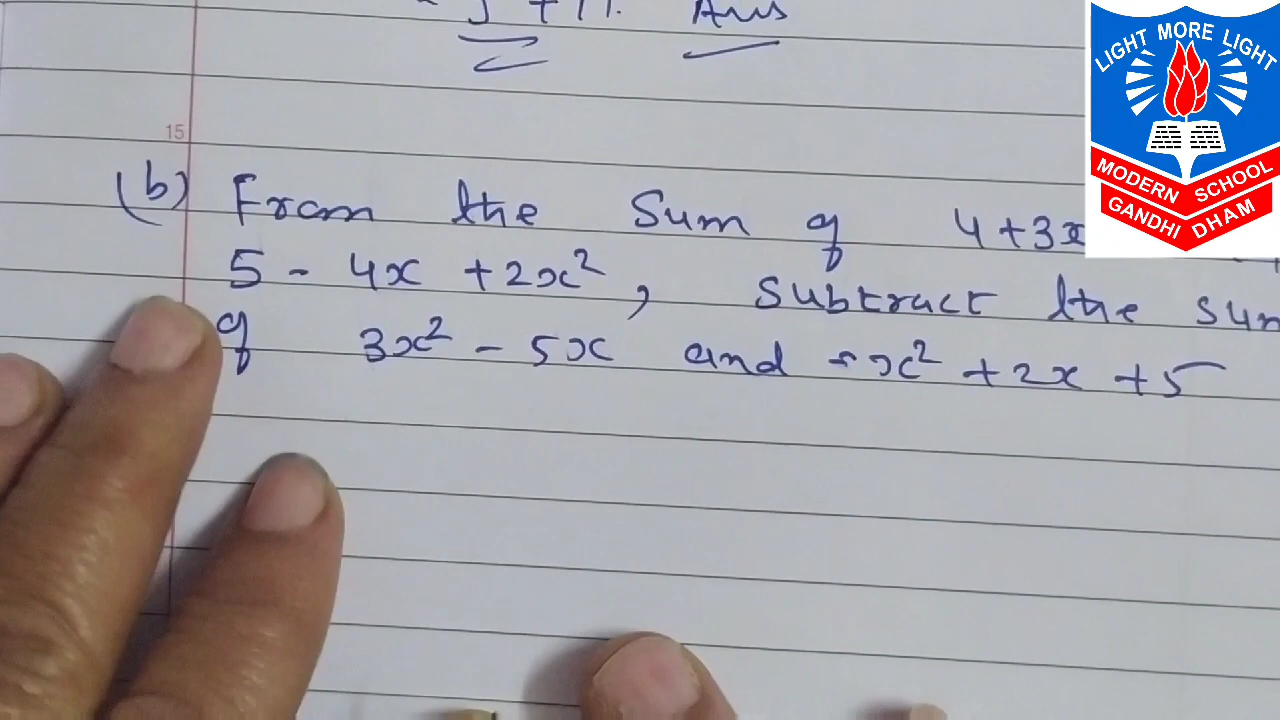 +11. Ans
15
(b) From the Sum of 4+3x
5 - 4x + 2x², Subtract the sum
of 3x² - 5x and - x² + 2x + 5
LIGHT MORE LIGHT
MODERN SCHOOL
GANDHI DHAM